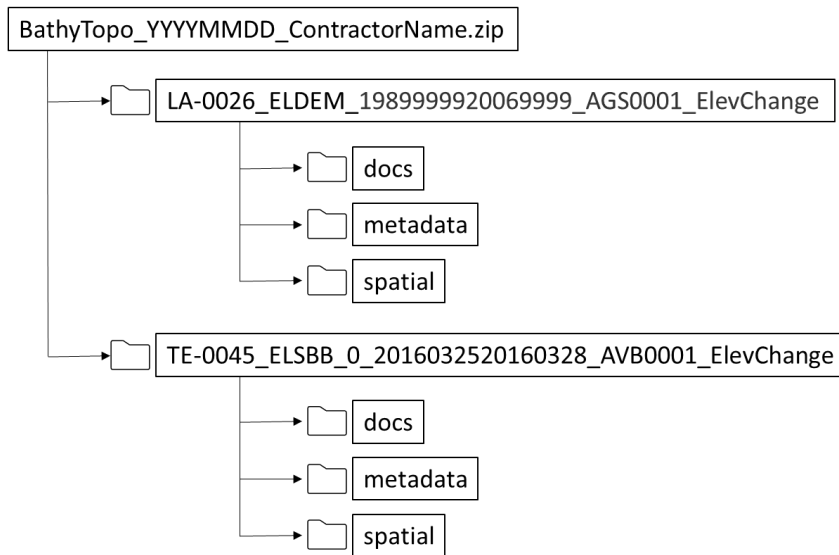 BathyTopo_YYYYMMDD_ContractorName.zip
LA-0026_ELDEM_1989999920069999_AGS0001_ElevChange
docs
metadata
spatial
TE-0045_ELSBB_0_2016032520160328_AVB0001_ElevChange
docs
metadata
spatial